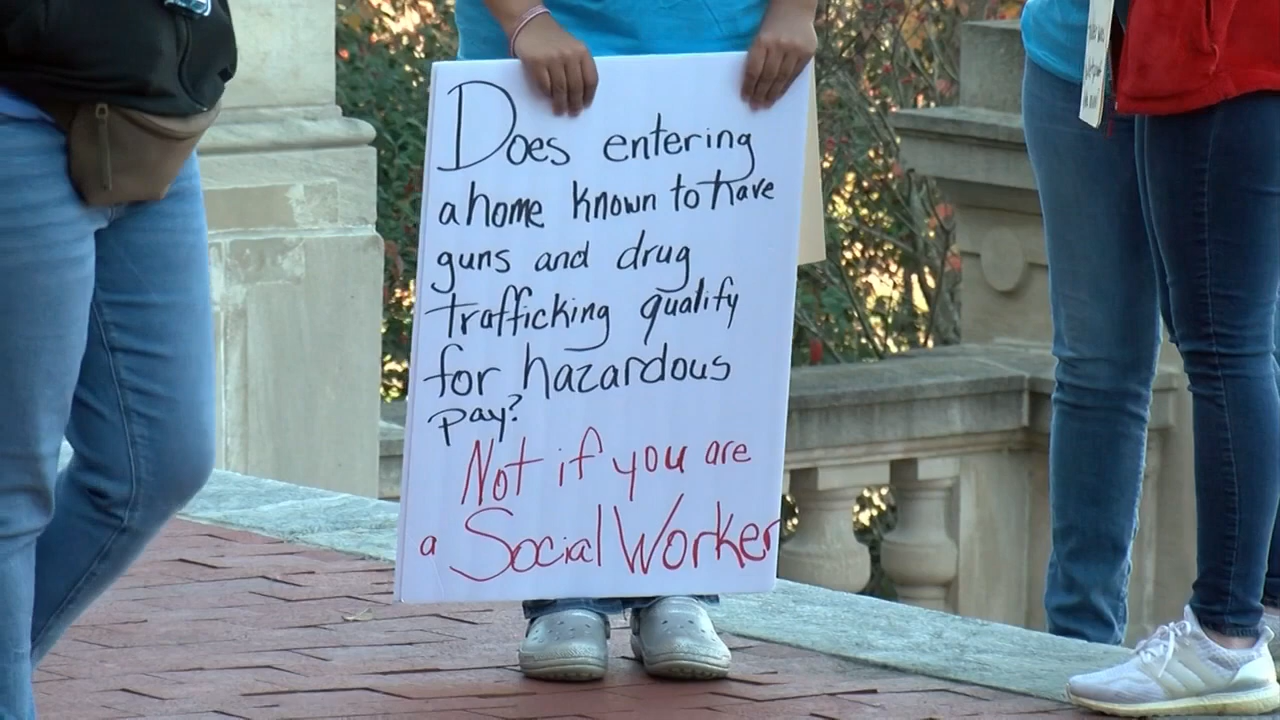 Does entering
a home known to have
guns and drug
trafficking qualify
for hazardous
pay?
Not if you are
a Social Worker